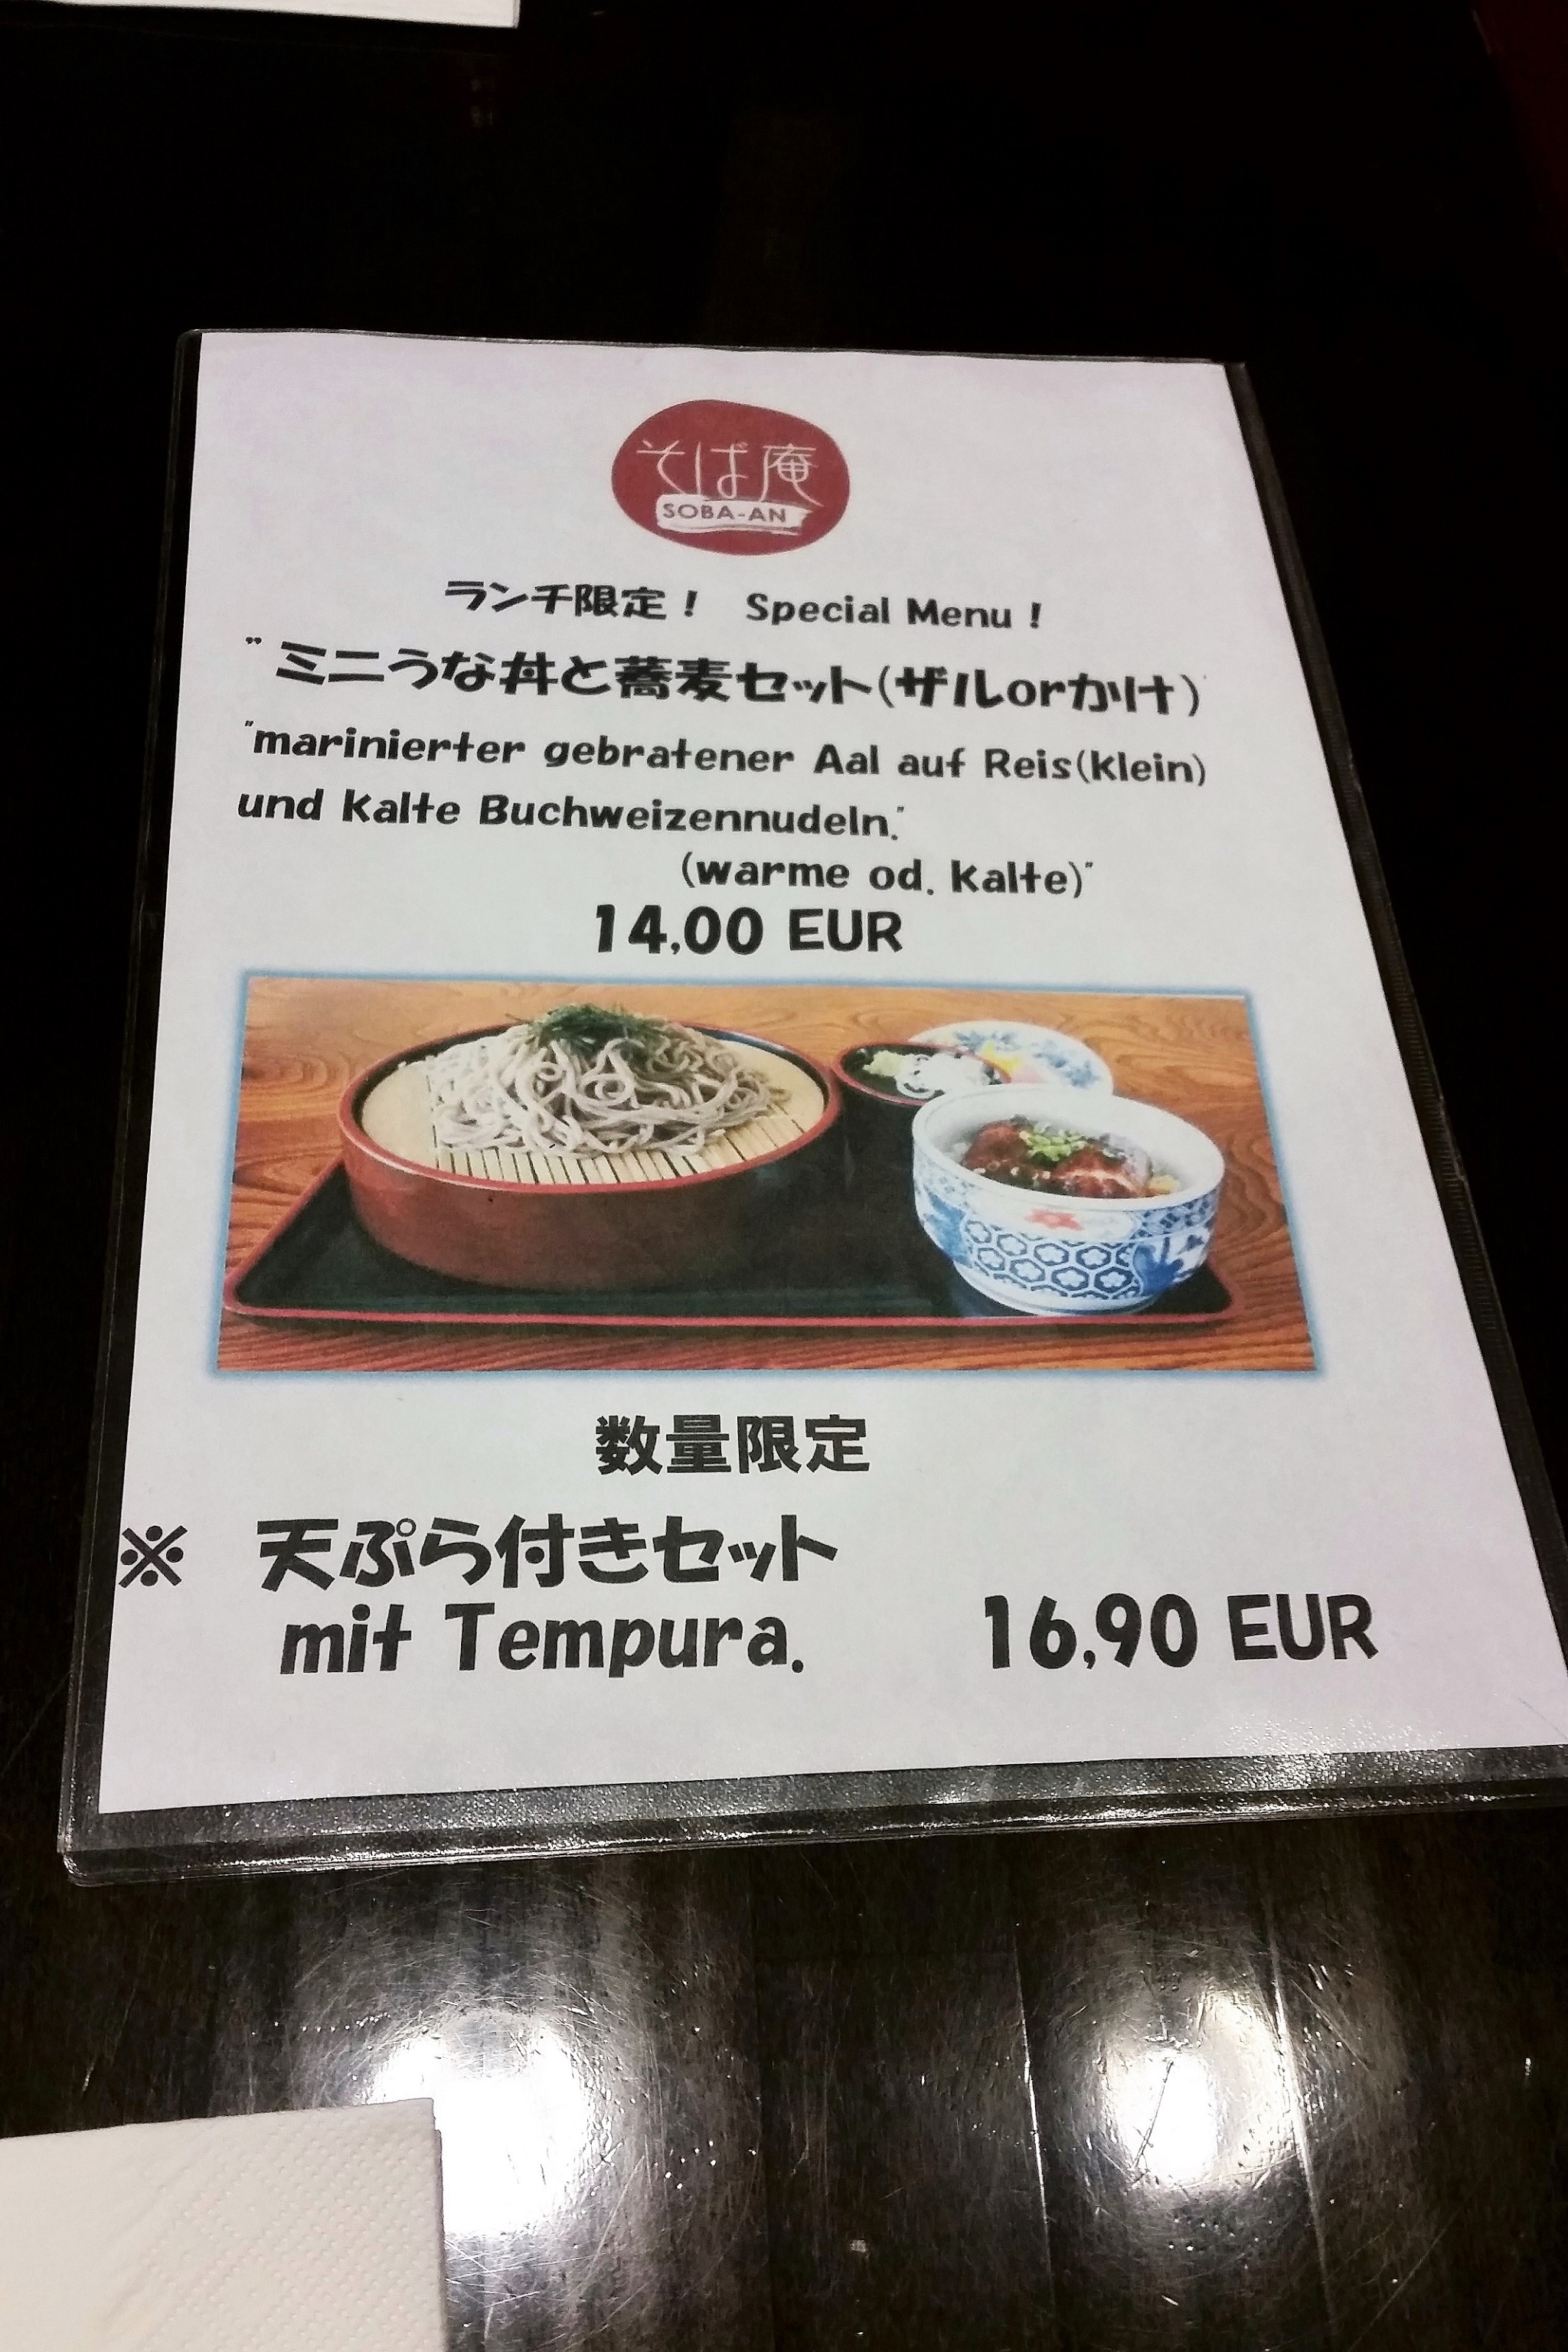 そば庵
SOBA-AN
ランチ限定！ Special Menu！
"ミニうな丼と蕎麦セット(ザルorかけ)
"marinierter gebratener Aal auf Reis(klein)
und kalte Buchweizennudeln."
(warme od. kalte)"
14,00 EUR
数量限定
※ 天ぷら付きセット
mit Tempura. 16,90 EUR